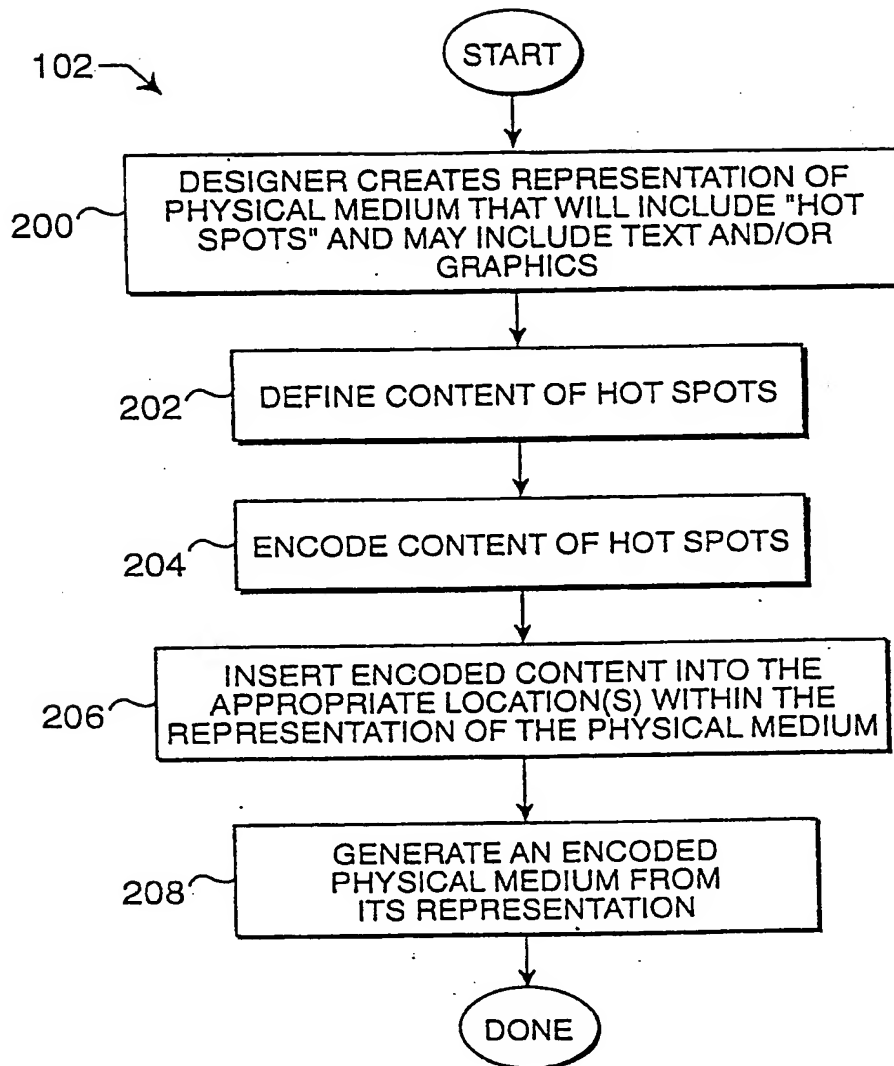 START
102
DESIGNER CREATES REPRESENTATION OF
PHYSICAL MEDIUM THAT WILL INCLUDE "HOT
SPOTS" AND MAY INCLUDE TEXT AND/OR
GRAPHICS
200
DEFINE CONTENT OF HOT SPOTS
202
ENCODE CONTENT OF HOT SPOTS
204
INSERT ENCODED CONTENT INTO THE
APPROPRIATE LOCATION(S) WITHIN THE
REPRESENTATION OF THE PHYSICAL MEDIUM
206
GENERATE AN ENCODED
PHYSICAL MEDIUM FROM
ITS REPRESENTATION
208
DONE